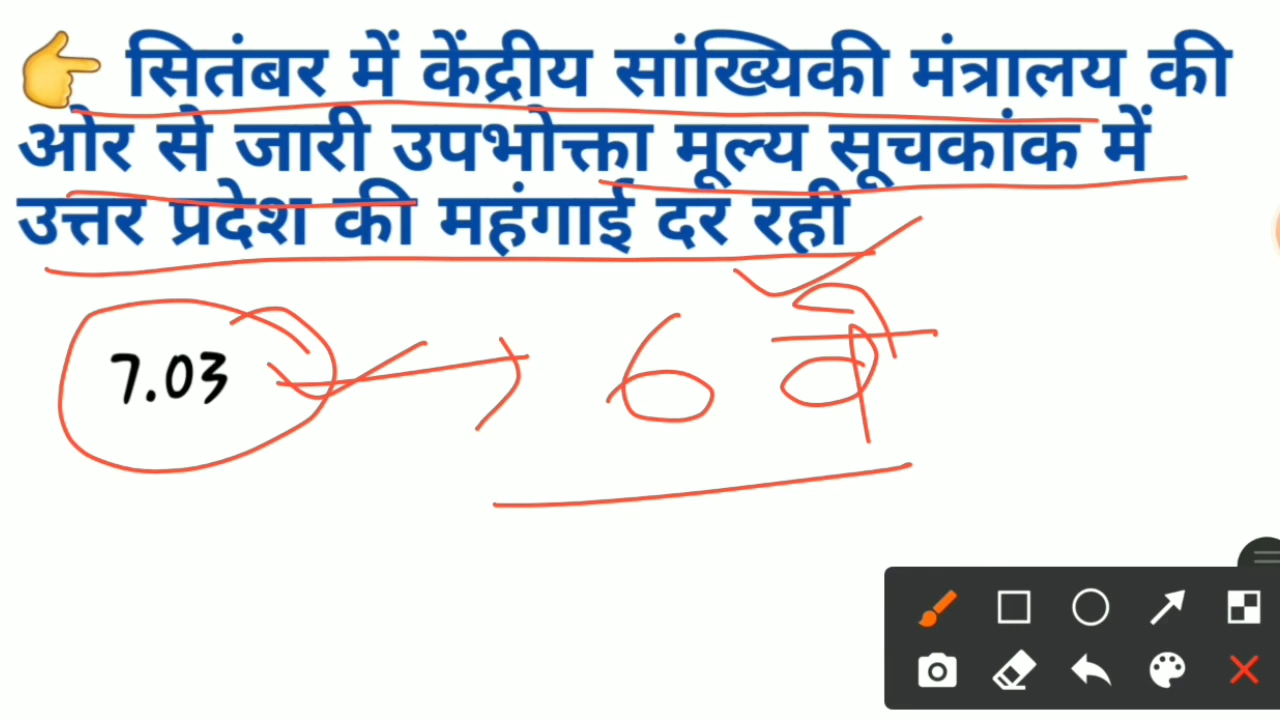 सितंबर में केंद्रीय सांख्यिकी मंत्रालय की
ओर से जारी उपभोक्ता मूल्य सूचकांक में
उत्तर प्रदेश की महंगाई दर रही
7.03 6 वें